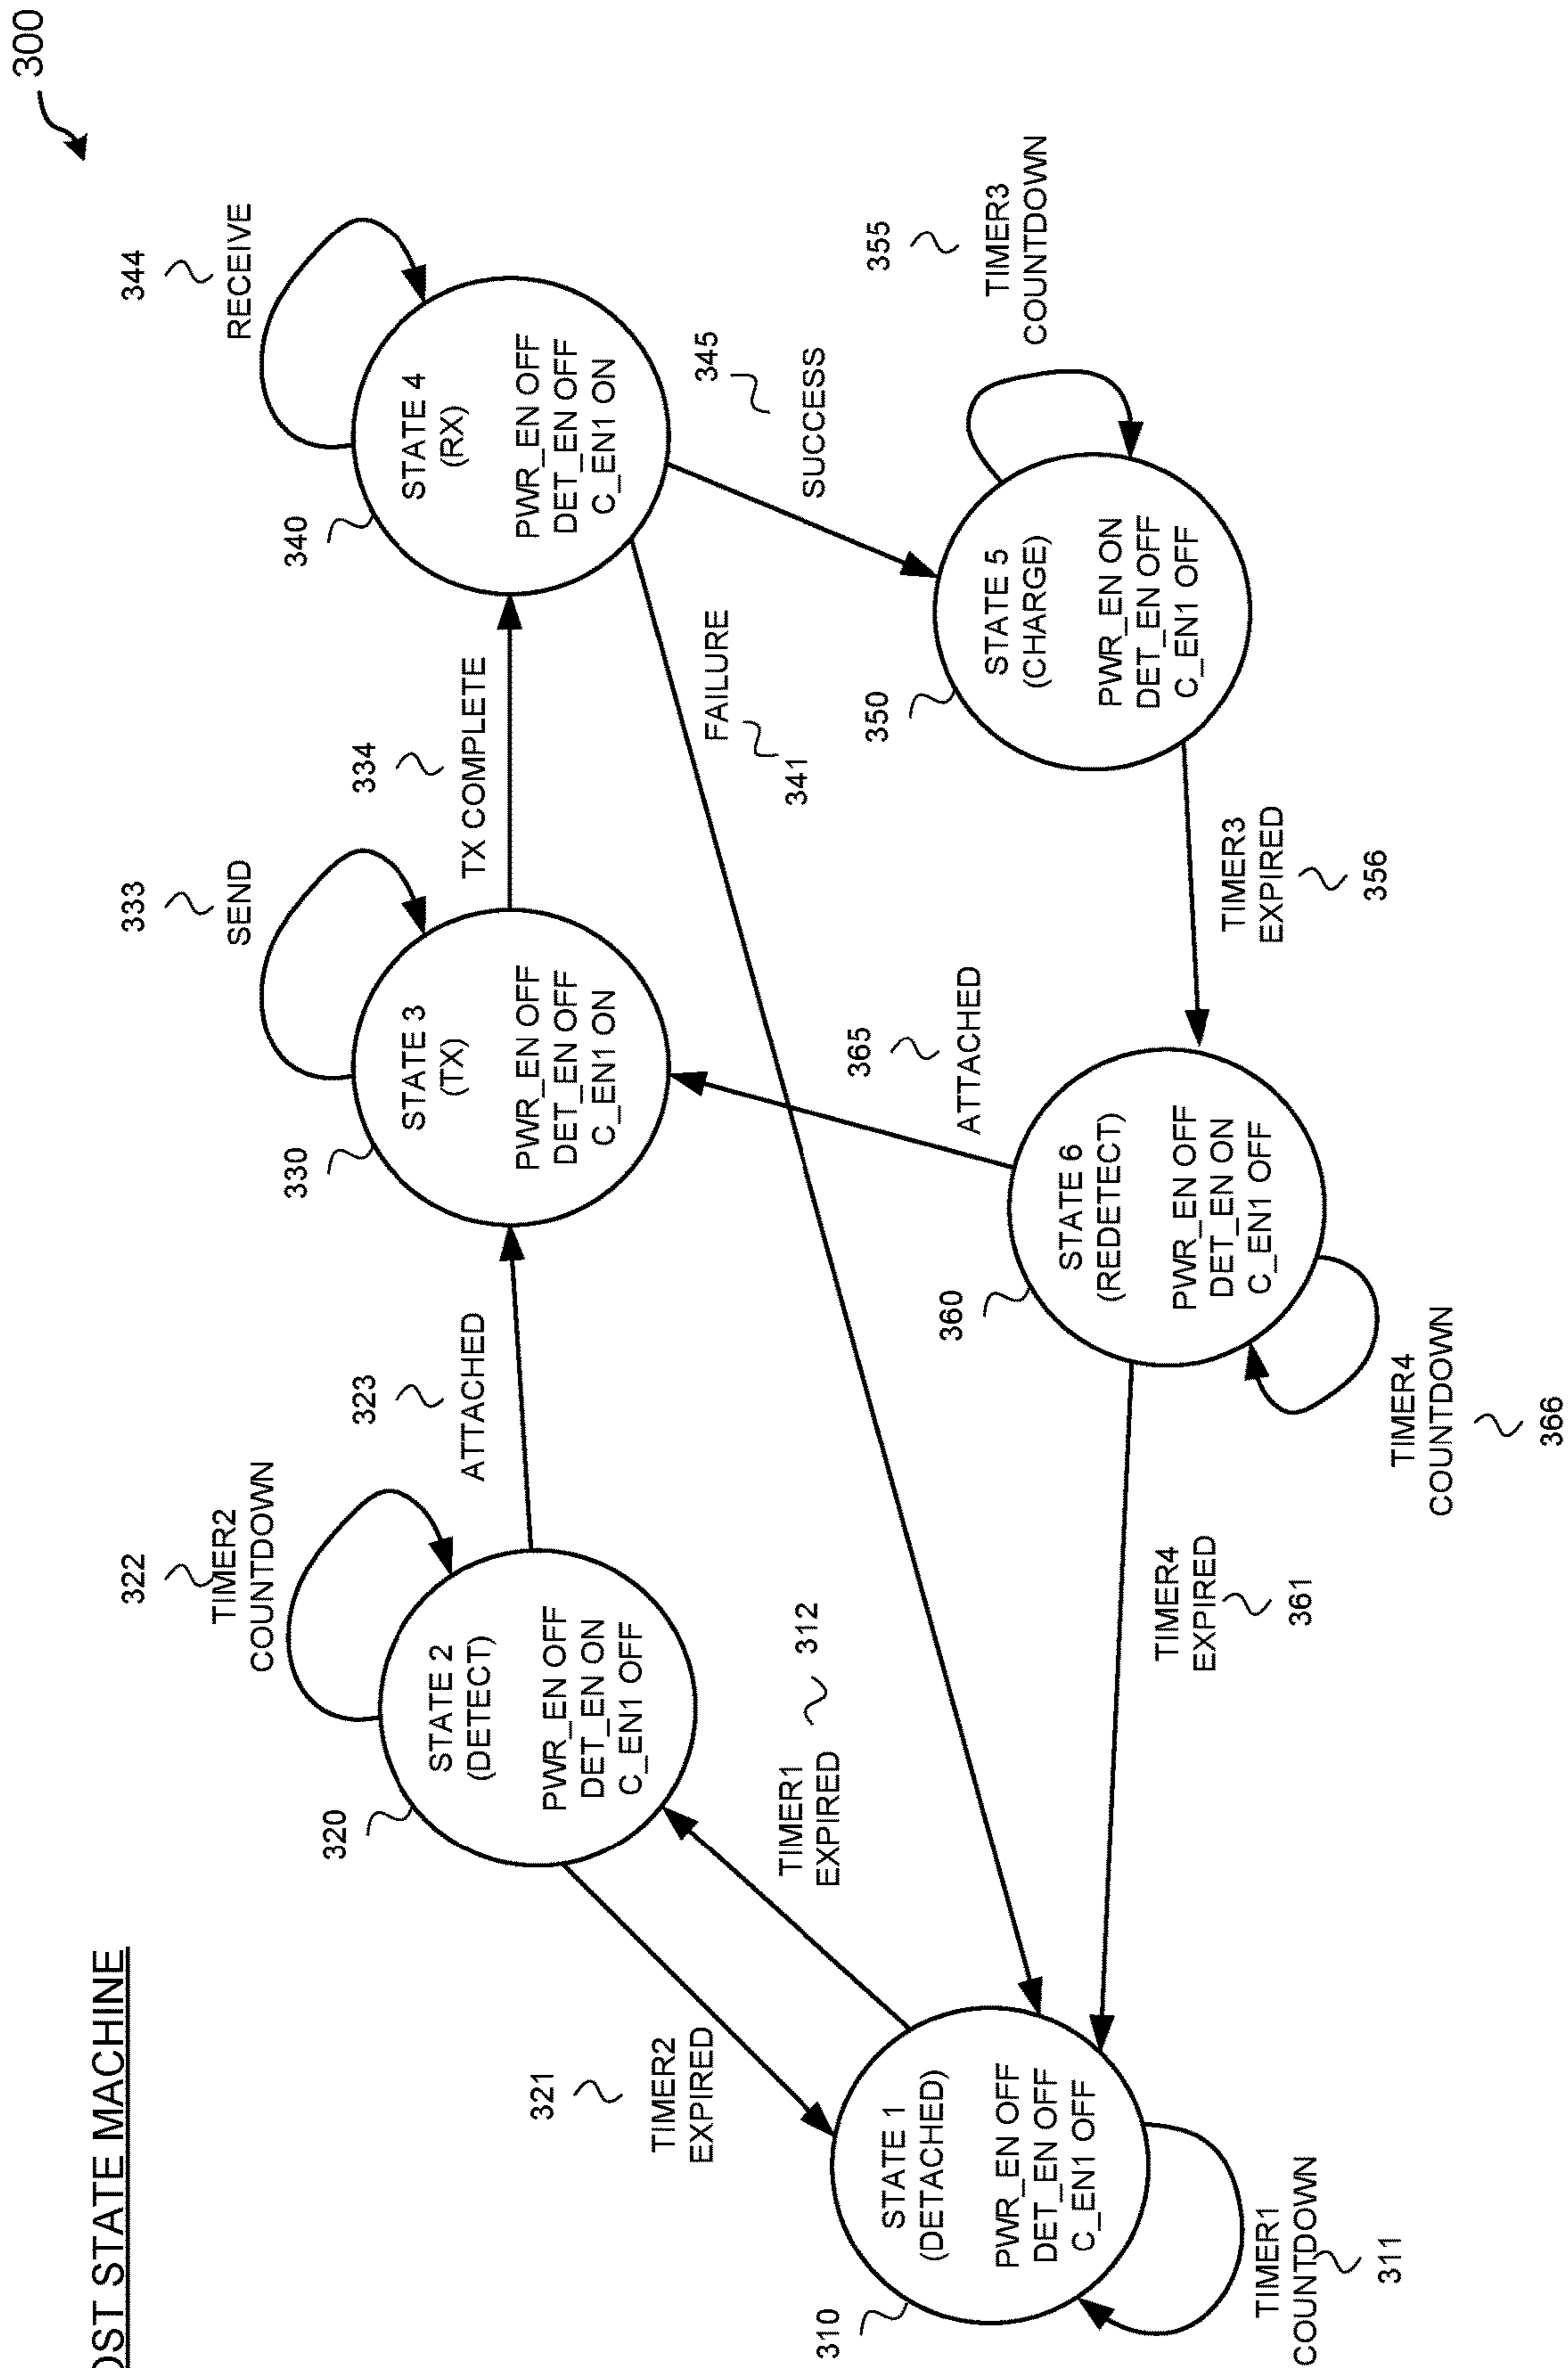 OST STATE MACHINE
300
322
TIMER2
COUNTDOWN
333
SEND
344
RECEIVE
320
STATE 2
(DETECT)
PWR_EN OFF
DET_EN ON
C_EN1 OFF
323
ATTACHED
330
STATE 3
(TX)
PWR_EN OFF
DET_EN OFF
C_EN1 ON
334
TX COMPLETE
340
STATE 4
(RX)
PWR_EN OFF
DET_EN OFF
C_EN1 ON
321
TIMER2
EXPIRED
TIMER1
EXPIRED
312
FAILURE
341
345
SUCCESS
310
STATE 1
(DETACHED)
PWR_EN OFF
DET_EN OFF
C_EN1 OFF
TIMER1
COUNTDOWN
311
TIMER4
EXPIRED
361
360
STATE 6
(REDETECT)
PWR_EN OFF
DET_EN ON
C_EN1 OFF
365
ATTACHED
TIMER4
COUNTDOWN
366
TIMER3
EXPIRED
356
350
STATE 5
(CHARGE)
PWR_EN ON
DET_EN OFF
C_EN1 OFF
355
TIMER3
COUNTDOWN